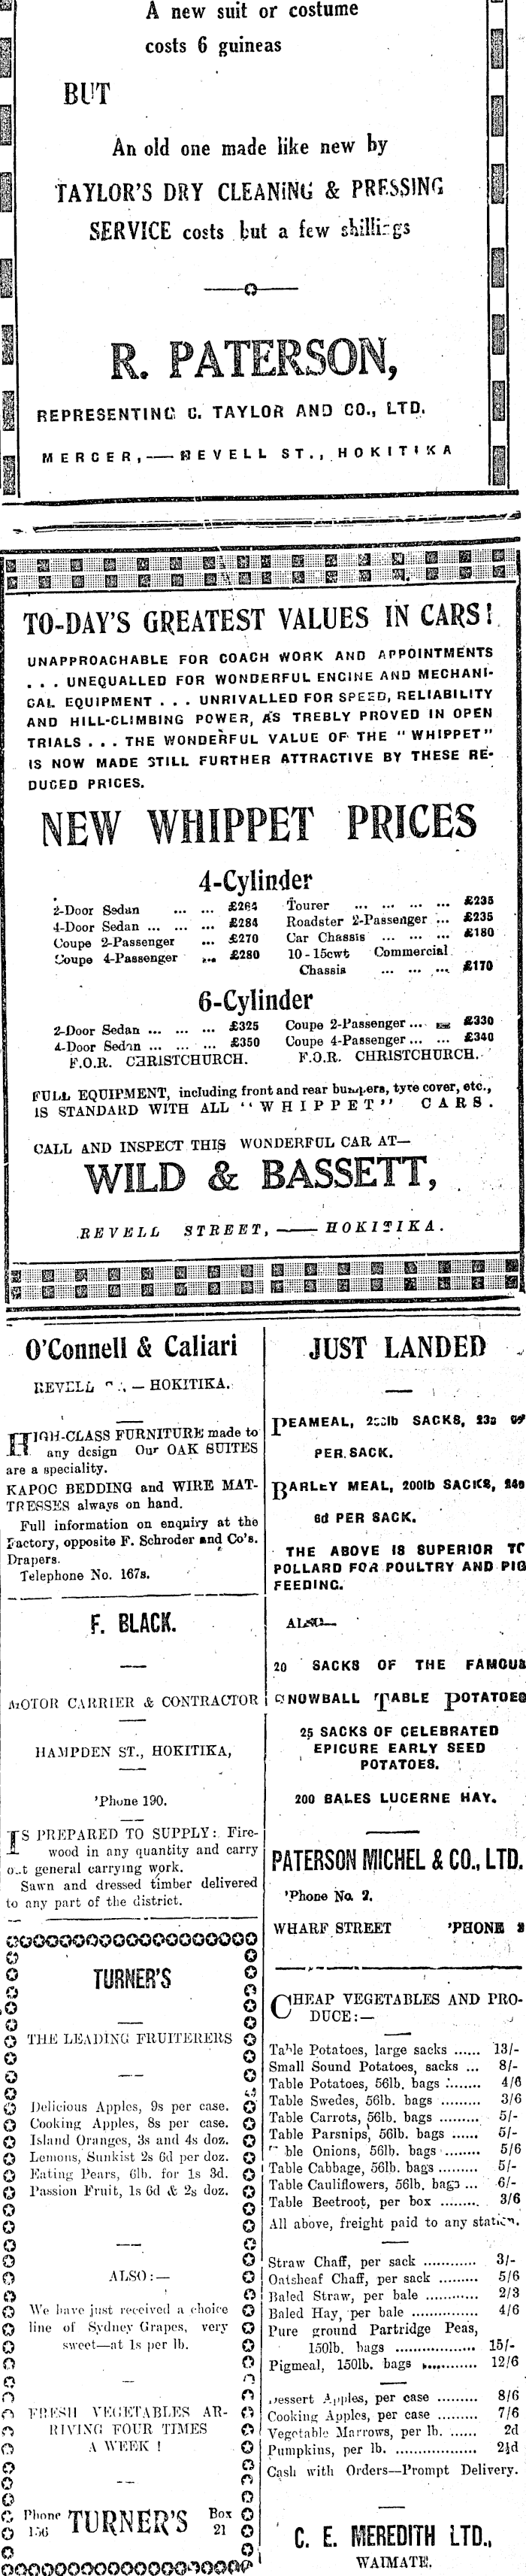 A new suit or costume
costs 6 guineas
BUT
An old one made like new by
TAYLOR'S DRY CLEANING & PRESSING
SERVICE costs but a few shillings
R. PATERSON,
REPRESENTING C. TAYLOR AND CO., LTD.
MERCER,—REVELL ST., HOKITIKA
TO-DAY'S GREATEST VALUES IN CARS!
UNAPPROACHABLE FOR COACH WORK AND APPOINTMENTS
. . . UNEQUALLED FOR WONDERFUL ENGINE AND MECHANI-
CAL EQUIPMENT . . . UNRIVALLED FOR SPEED, RELIABILITY
AND HILL-CLIMBING POWER, AS TREBLY PROVED IN OPEN
TRIALS . . . THE WONDERFUL VALUE OF THE "WHIPPET"
IS NOW MADE STILL FURTHER ATTRACTIVE BY THESE RE-
DUCED PRICES.
NEW WHIPPET PRICES
4-Cylinder
2-Door Sedan ... ... £264
4-Door Sedan ... ... ... £284
Coupe 2-Passenger ... £270
Coupe 4-Passenger ... £280
Tourer ... ... ... ... £235
Roadster 2-Passenger ... £235
Car Chassis ... ... ... £180
10-15cwt Commercial
Chassis ... ... ... £170
6-Cylinder
2-Door Sedan ... ... ... £325
4-Door Sedan ... ... ... £350
F.O.R. CHRISTCHURCH.
Coupe 2-Passenger ... £330
Coupe 4-Passenger ... ... £340
F.O.R. CHRISTCHURCH.
FULL EQUIPMENT, including front and rear bumpers, tyre cover, etc.,
IS STANDARD WITH ALL "WHIPPET" CARS.
CALL AND INSPECT THIS WONDERFUL CAR AT—
WILD & BASSETT,
REVELL STREET,——HOKITIKA.
O'Connell & Caliari
REVELL — HOKITIKA.
HIGH-CLASS FURNITURE made to
any design Our OAK SUITES
are a speciality.
KAPOC BEDDING and WIRE MAT-
TRESSES always on hand.
Full information on enquiry at the
Factory, opposite F. Schroder and Co's.
Drapers.
Telephone No. 167s.
F. BLACK.
MOTOR CARRIER & CONTRACTOR
HAMPDEN ST., HOKITIKA,
'Phone 190.
IS PREPARED TO SUPPLY: Fire-
wood in any quantity and carry
out general carrying work.
Sawn and dressed timber delivered
to any part of the district.
TURNER'S
THE LEADING FRUITERERS
Delicious Apples, 9s per case.
Cooking Apples, 8s per case.
Island Oranges, 3s and 4s doz.
Lemons, Sunkist 2s 6d per doz.
Eating Pears, 6lb. for 1s 3d.
Passion Fruit, 1s 6d & 2s doz.
ALSO:—
We have just received a choice
line of Sydney Grapes, very
sweet—at 1s per lb.
FRESH VEGETABLES AR-
RIVING FOUR TIMES
A WEEK!
Phone 156 TURNER'S Box 21
JUST LANDED
PEAMEAL, SACKS,
PER SACK.
BARLEY MEAL, 200lb SACKS,
6d PER SACK.
THE ABOVE IS SUPERIOR TO
POLLARD FOR POULTRY AND PIG
FEEDING.
ALSO—
20 SACKS OF THE FAMOUS
SNOWBALL TABLE POTATOES
25 SACKS OF CELEBRATED
EPICURE EARLY SEED
POTATOES.
200 BALES LUCERNE HAY.
PATERSON MICHEL & CO., LTD.
'Phone No. 2.
WHARF STREET 'PHONE 2
CHEAP VEGETABLES AND PRO-
DUCE:—
Table Potatoes, large sacks ...... 13/-
Small Sound Potatoes, sacks ... 8/-
Table Potatoes, 56lb. bags ........ 4/6
Table Swedes, 56lb. bags ......... 3/6
Table Carrots, 56lb. bags ......... 5/-
Table Parsnips, 56lb. bags ...... 5/-
Table Onions, 56lb. bags ........ 5/6
Table Cabbage, 56lb. bags ......... 5/-
Table Cauliflowers, 56lb. bags ... 6/-
Table Beetroot, per box ......... 3/6
All above, freight paid to any station.
Straw Chaff, per sack ............ 3/-
Oatsheaf Chaff, per sack ......... 5/6
Baled Straw, per bale ............ 2/3
Baled Hay, per bale ............... 4/6
Pure ground Partridge Peas,
150lb. bags .................. 15/-
Pigmeal, 150lb. bags ............ 12/6
Dessert Apples, per case ......... 8/6
Cooking Apples, per case ......... 7/6
Vegetable Marrows, per lb. ...... 2d
Pumpkins, per lb. .................. 2½d
Cash with Orders—Prompt Delivery.
C. E. MEREDITH LTD.,
WAIMATE.